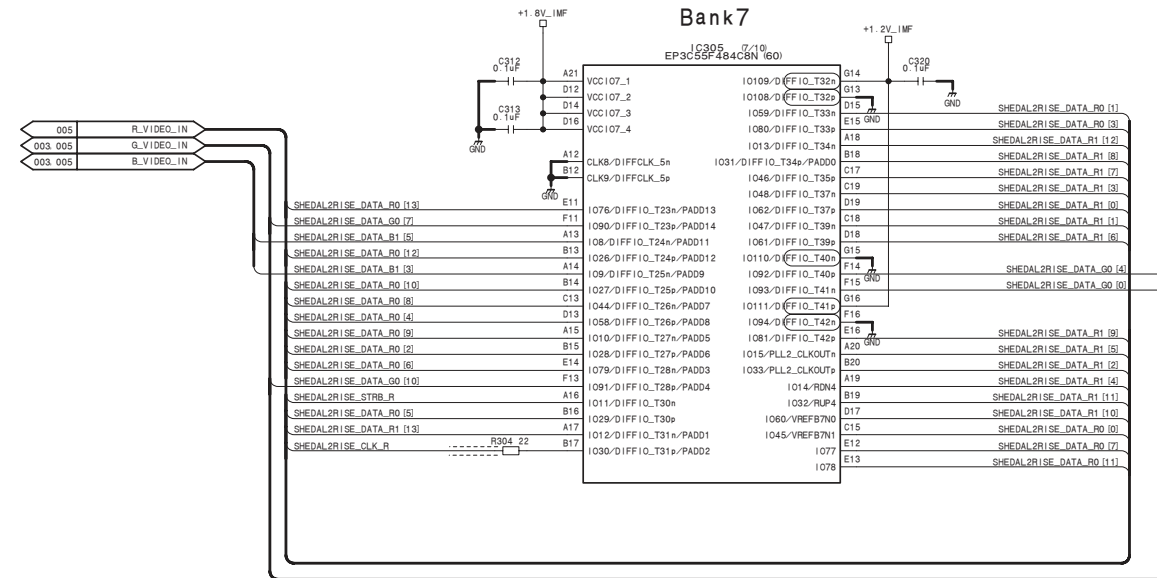 Bank7
+1.8V_IMF
+1.2V_IMF
IC305 (7/10)
EP3C55F484C8N (60)
C312
0.1uF
C313
0.1uF
GND
C320
0.1uF
GND
005 R_VIDEO_IN
003.005 G_VIDEO_IN
003.005 B_VIDEO_IN
A21 VCCIO7_1
D12 VCCIO7_2
D14 VCCIO7_3
D16 VCCIO7_4
A12 CLK8/DIFFCLK_5n
B12 CLK9/DIFFCLK_5p
GND
SHEDAL2RISE_DATA_R0 [13] E11 IO76/DIFFIO_T23n/PADD13
SHEDAL2RISE_DATA_G0 [7] F11 IO90/DIFFIO_T23p/PADD14
SHEDAL2RISE_DATA_B1 [5] A13 IO8/DIFFIO_T24n/PADD11
SHEDAL2RISE_DATA_R0 [12] B13 IO26/DIFFIO_T24p/PADD12
SHEDAL2RISE_DATA_B1 [3] A14 IO9/DIFFIO_T25n/PADD9
SHEDAL2RISE_DATA_R0 [10] B14 IO27/DIFFIO_T25p/PADD10
SHEDAL2RISE_DATA_R0 [8] C13 IO44/DIFFIO_T26n/PADD7
SHEDAL2RISE_DATA_R0 [4] D13 IO58/DIFFIO_T26p/PADD8
SHEDAL2RISE_DATA_R0 [9] A15 IO10/DIFFIO_T27n/PADD5
SHEDAL2RISE_DATA_R0 [2] B15 IO28/DIFFIO_T27p/PADD6
SHEDAL2RISE_DATA_R0 [6] E14 IO79/DIFFIO_T28n/PADD3
SHEDAL2RISE_DATA_G0 [10] F13 IO91/DIFFIO_T28p/PADD4
SHEDAL2RISE_STRB_R A16 IO11/DIFFIO_T30n
SHEDAL2RISE_DATA_R0 [5] B16 IO29/DIFFIO_T30p
SHEDAL2RISE_DATA_R1 [13] A17 IO12/DIFFIO_T31n/PADD1
SHEDAL2RISE_CLK_R R304 22 B17 IO30/DIFFIO_T31p/PADD2
IO109/DIFFIO_T32n G14
IO108/DIFFIO_T32p G13
GND
IO59/DIFFIO_T33n D15 SHEDAL2RISE_DATA_R0 [1]
IO80/DIFFIO_T33p E15 SHEDAL2RISE_DATA_R0 [3]
IO13/DIFFIO_T34n A18 SHEDAL2RISE_DATA_R1 [12]
IO31/DIFFIO_T34p/PADD0 B18 SHEDAL2RISE_DATA_R1 [8]
IO46/DIFFIO_T35p C17 SHEDAL2RISE_DATA_R1 [7]
IO48/DIFFIO_T37n C19 SHEDAL2RISE_DATA_R1 [3]
IO62/DIFFIO_T37p D19 SHEDAL2RISE_DATA_R1 [0]
IO47/DIFFIO_T39n C18 SHEDAL2RISE_DATA_R1 [1]
IO61/DIFFIO_T39p D18 SHEDAL2RISE_DATA_R1 [6]
IO110/DIFFIO_T40n G15
GND
IO92/DIFFIO_T40p F14 SHEDAL2RISE_DATA_G0 [4]
IO93/DIFFIO_T41n F15 SHEDAL2RISE_DATA_G0 [0]
IO111/DIFFIO_T41p G16
IO94/DIFFIO_T42n F16
GND
IO81/DIFFIO_T42p E16 SHEDAL2RISE_DATA_R1 [9]
IO15/PLL2_CLKOUTn A20 SHEDAL2RISE_DATA_R1 [5]
IO33/PLL2_CLKOUTp B20 SHEDAL2RISE_DATA_R1 [2]
IO14/RDN4 A19 SHEDAL2RISE_DATA_R1 [4]
IO32/RUP4 B19 SHEDAL2RISE_DATA_R1 [11]
IO60/VREFB7N0 D17 SHEDAL2RISE_DATA_R1 [10]
IO45/VREFB7N1 C15 SHEDAL2RISE_DATA_R0 [0]
IO77 E12 SHEDAL2RISE_DATA_R0 [7]
IO78 E13 SHEDAL2RISE_DATA_R0 [11]